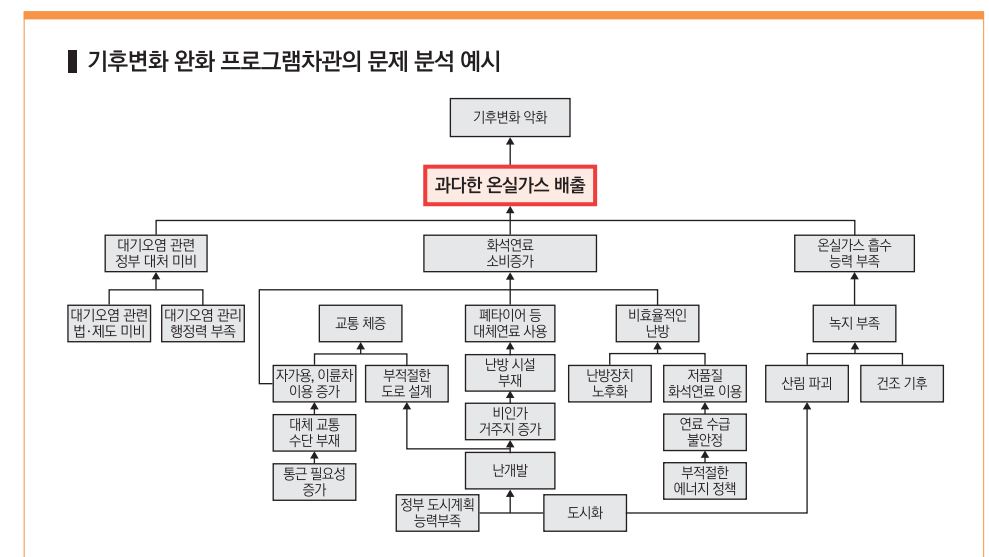 기후변화 완화 프로그램차관의 문제 분석 예시
기후변화 악화
과다한 온실가스 배출
대기오염 관련
정부 대처 미비
화석연료
소비증가
온실가스 흡수
능력 부족
대기오염 관련
법·제도 미비
대기오염 관리
행정력 부족
교통 체증
폐타이어 등
대체연료 사용
비효율적인
난방
녹지 부족
자가용, 이륜차
이용 증가
부적절한
도로 설계
난방 시설
부재
난방장치
노후화
저품질
화석연료 이용
산림 파괴
건조 기후
대체 교통
수단 부재
비인가
거주지 증가
연료 수급
불안정
통근 필요성
증가
난개발
부적절한
에너지 정책
정부 도시계획
능력부족
도시화